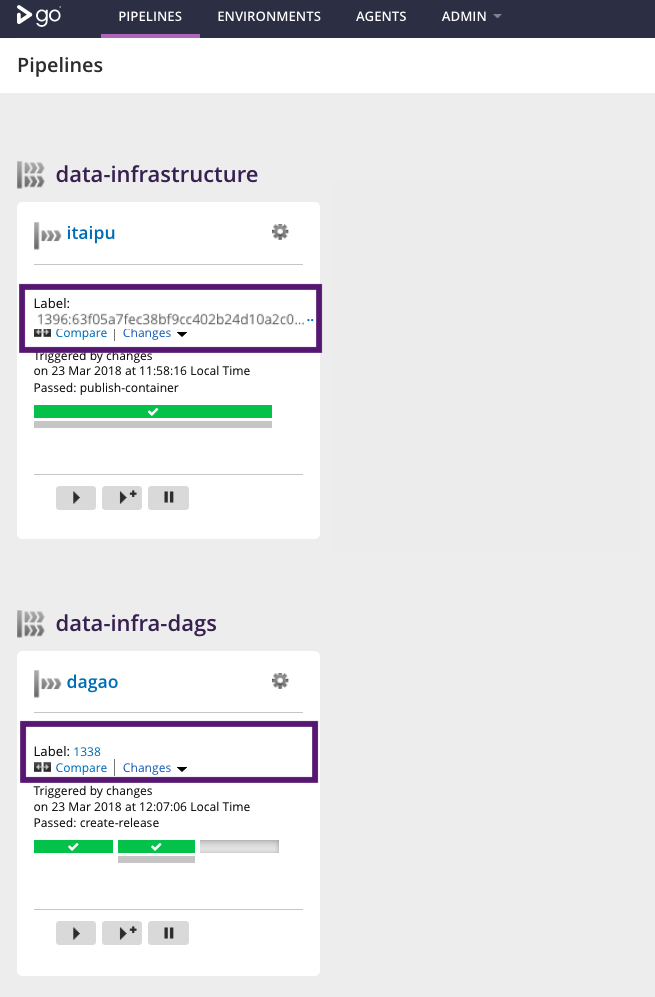 go
PIPELINES ENVIRONMENTS AGENTS ADMIN
Pipelines
data-infrastructure
itaipu
Label:
1396:63f05a7fec38bf9cc402b24d10a2c0...
Compare | Changes
Triggered by changes
on 23 Mar 2018 at 11:58:16 Local Time
Passed: publish-container
data-infra-dags
dagao
Label: 1338
Compare | Changes
Triggered by changes
on 23 Mar 2018 at 12:07:06 Local Time
Passed: create-release